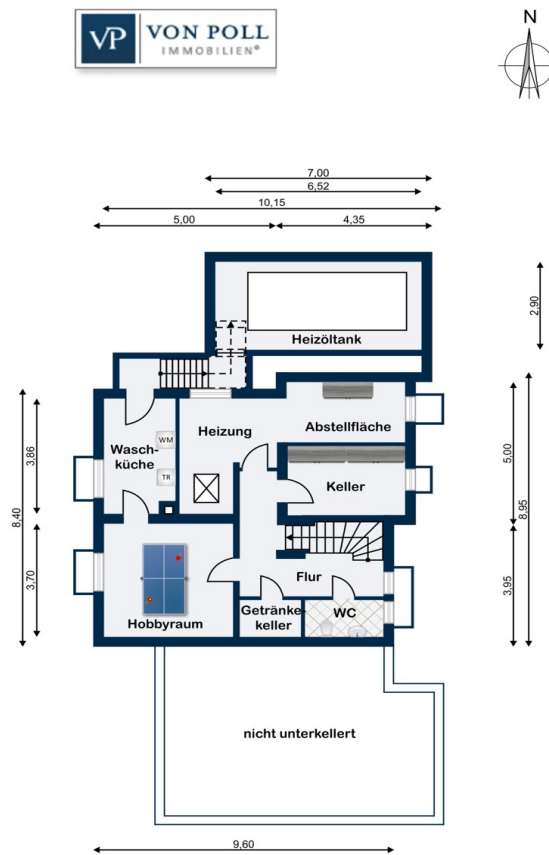 VP VON POLL
IMMOBILIEN®
N
7,00
6,52
10,15
5,00
4,35
2,90
Heizöltank
Heizung
Abstellfläche
Wasch-
küche
WM
TR
Keller
3,86
8,40
3,70
5,00
8,95
3,95
Flur
Hobbyraum
Getränke-
keller
WC
nicht unterkellert
9,60